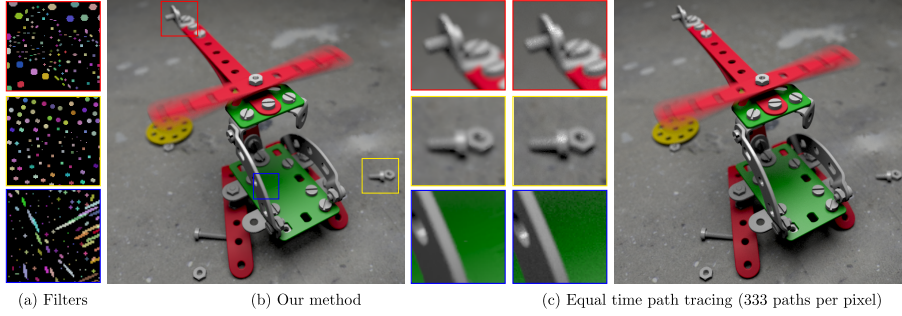 (a) Filters
(b) Our method
(c) Equal time path tracing (333 paths per pixel)